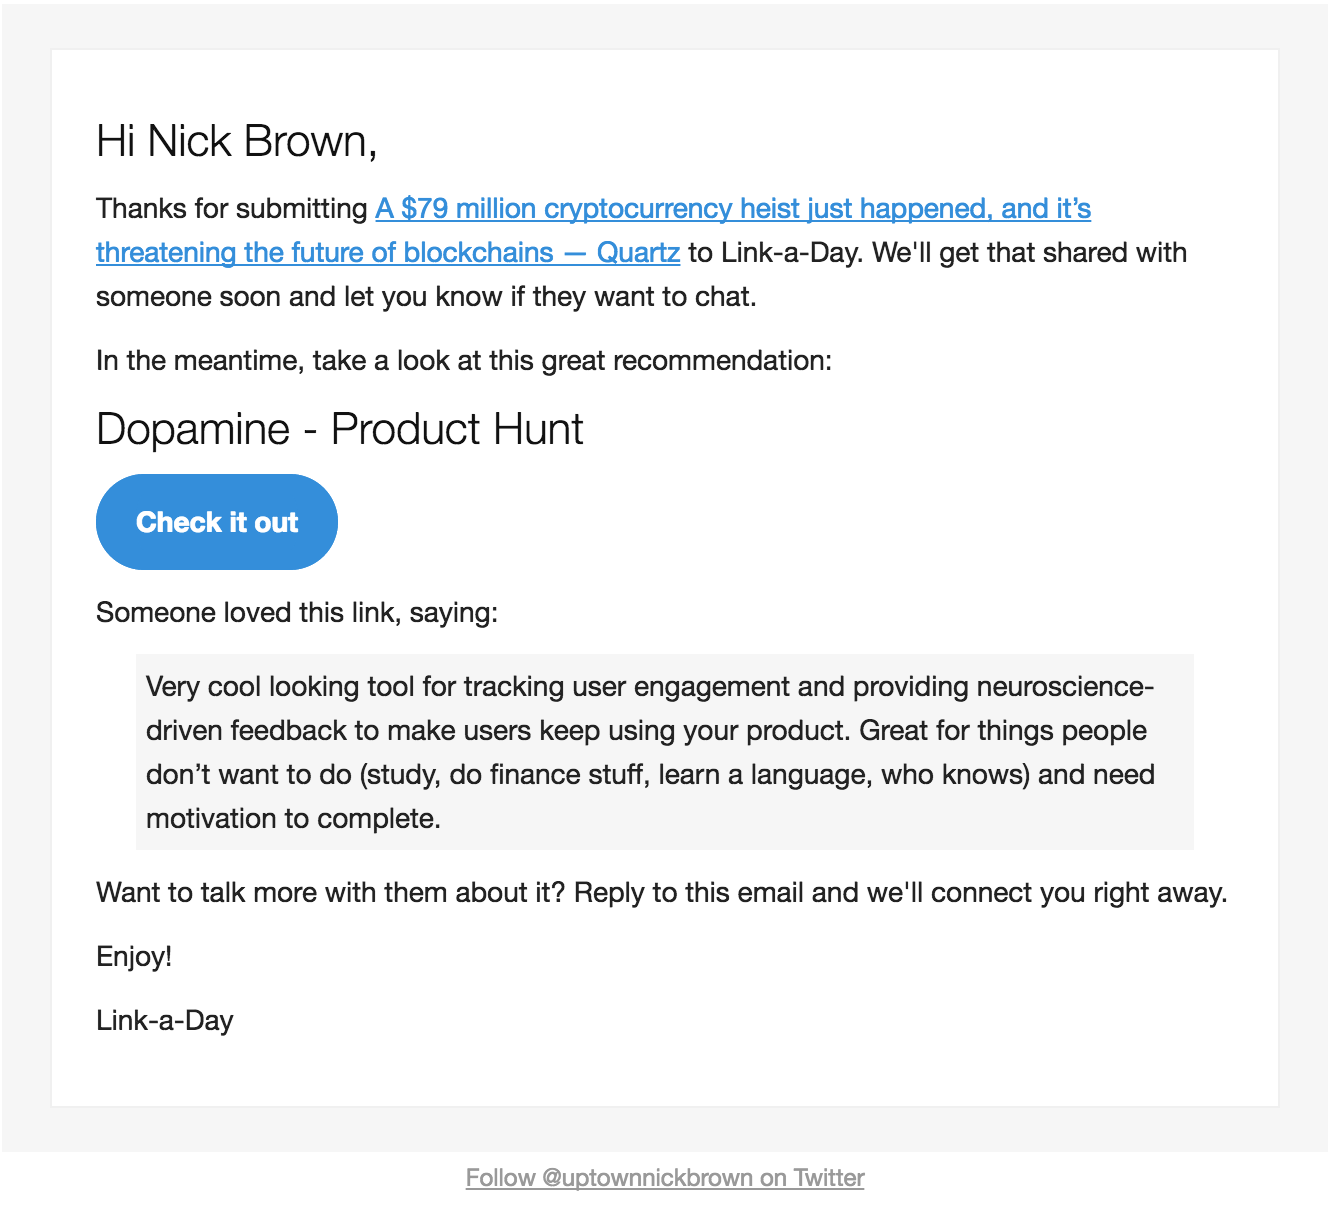 Hi Nick Brown,
Thanks for submitting A $79 million cryptocurrency heist just happened, and it’s
threatening the future of blockchains — Quartz to Link-a-Day. We'll get that shared with
someone soon and let you know if they want to chat.
In the meantime, take a look at this great recommendation:
Dopamine - Product Hunt
Check it out
Someone loved this link, saying:
Very cool looking tool for tracking user engagement and providing neuroscience-
driven feedback to make users keep using your product. Great for things people
don’t want to do (study, do finance stuff, learn a language, who knows) and need
motivation to complete.
Want to talk more with them about it? Reply to this email and we'll connect you right away.
Enjoy!
Link-a-Day
Follow @uptownnickbrown on Twitter